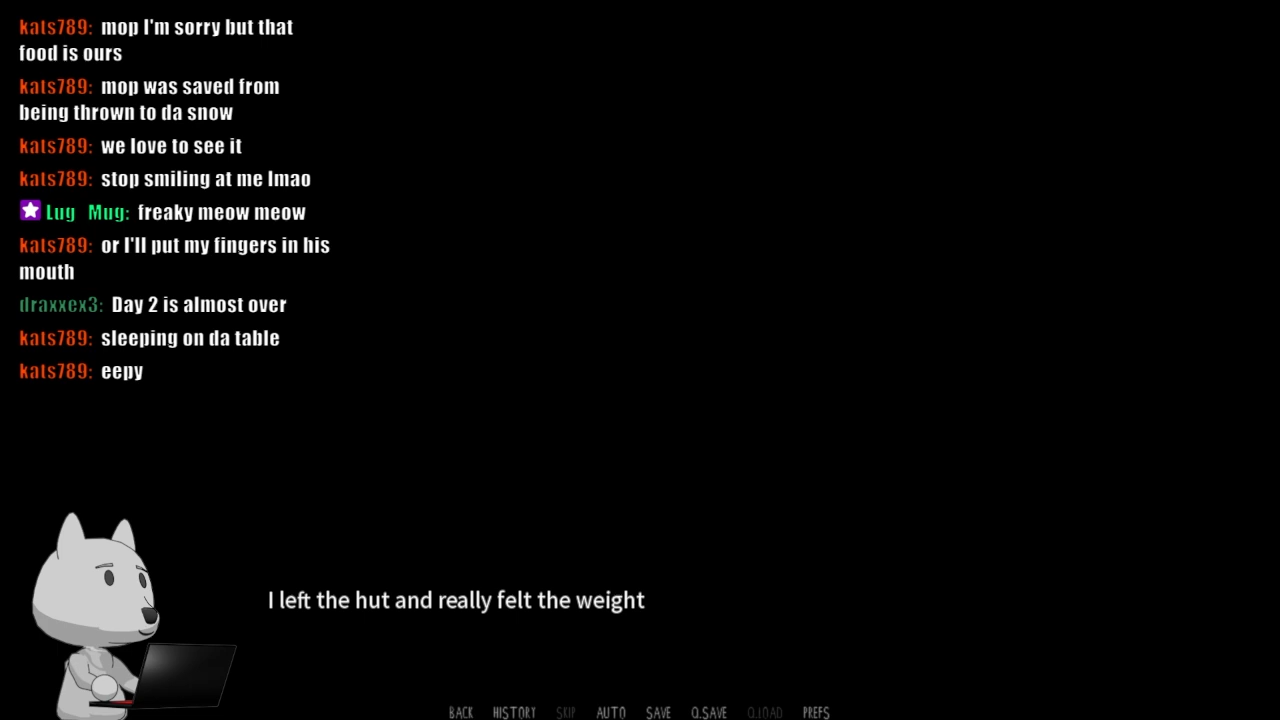 kats789: mop I'm sorry but that
food is ours
kats789: mop was saved from
being thrown to da snow
kats789: we love to see it
kats789: stop smiling at me lmao
Lug_Mug: freaky meow meow
kats789: or I'll put my fingers in his
mouth
draxxex3: Day 2 is almost over
kats789: sleeping on da table
kats789: eepy
I left the hut and really felt the weight
BACK HISTORY SKIP AUTO SAVE Q.SAVE Q.LOAD PREFS